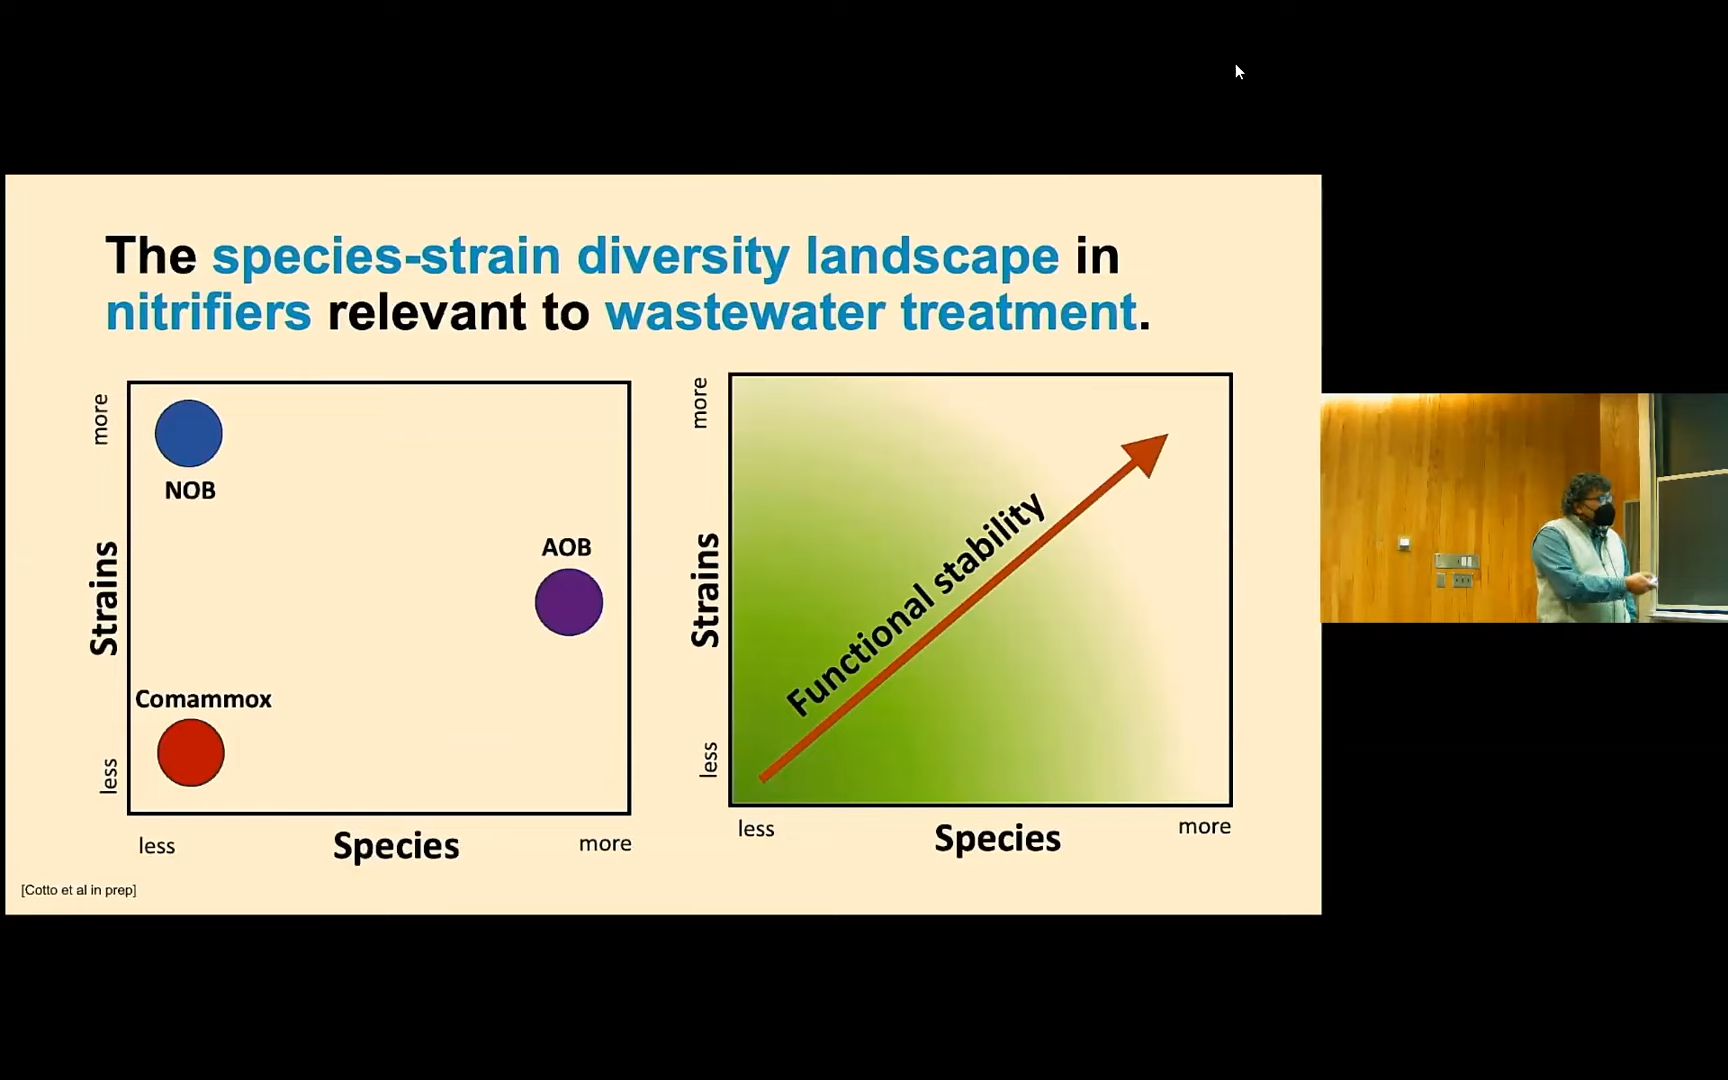 The species-strain diversity landscape in
nitrifiers relevant to wastewater treatment.
more
NOB
Strains
AOB
Comammox
less
less
Species
more
more
Strains
Functional stability
less
less
Species
more
[Cotto et al in prep]